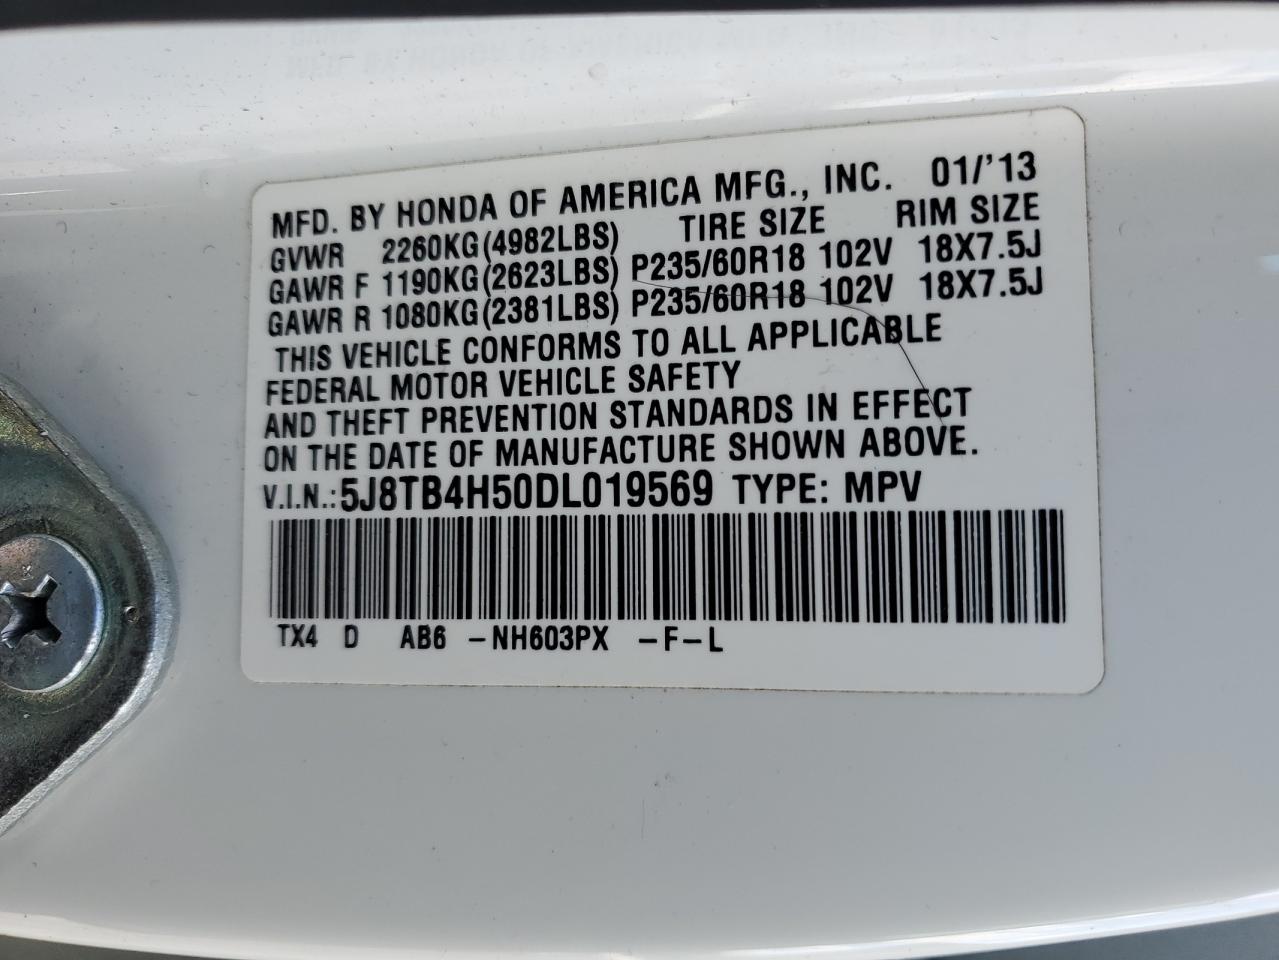 MFD. BY HONDA OF AMERICA MFG., INC. 01/'13
GVWR 2260KG(4982LBS) TIRE SIZE RIM SIZE
GAWR F 1190KG(2623LBS) P235/60R18 102V 18X7.5J
GAWR R 1080KG(2381LBS) P235/60R18 102V 18X7.5J
THIS VEHICLE CONFORMS TO ALL APPLICABLE
FEDERAL MOTOR VEHICLE SAFETY
AND THEFT PREVENTION STANDARDS IN EFFECT
ON THE DATE OF MANUFACTURE SHOWN ABOVE.
V.I.N.: 5J8TB4H50DL019569 TYPE: MPV
TX4 D AB6 -NH603PX -F-L